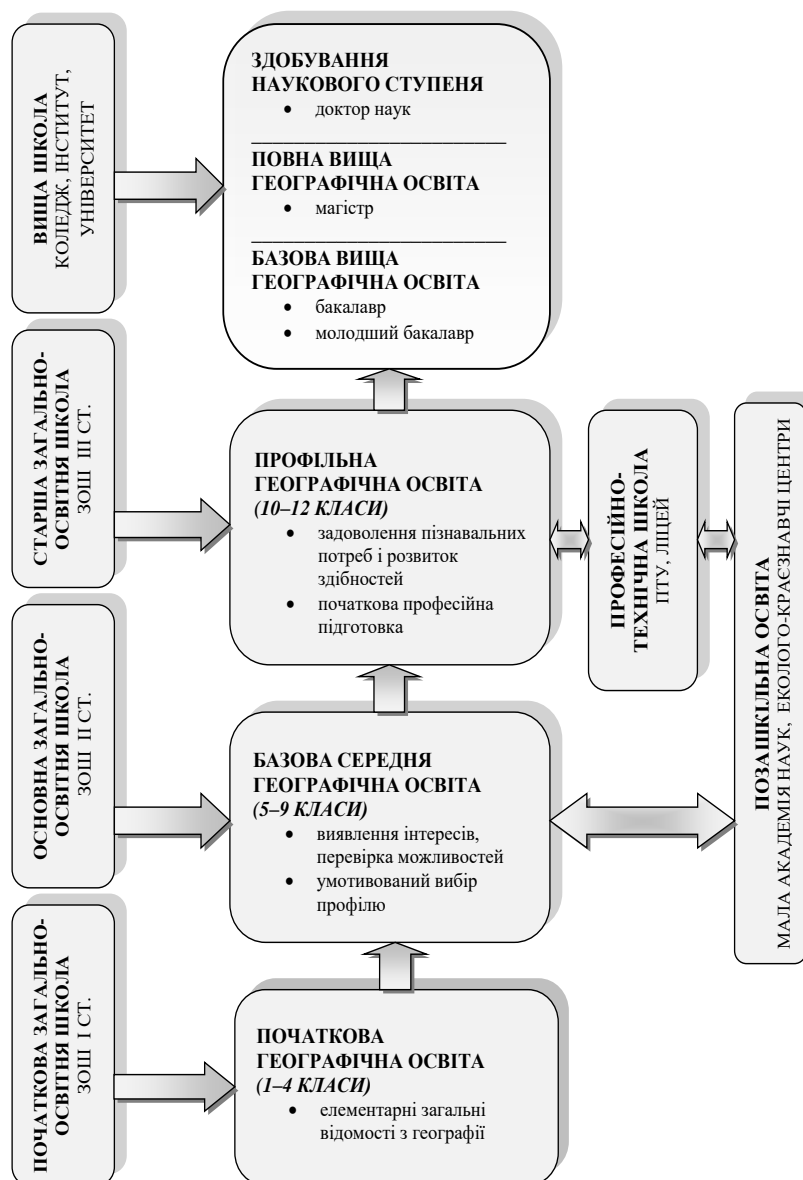 ВИЩА ШКОЛА
КОЛЕДЖ, ІНСТИТУТ,
УНІВЕРСИТЕТ
ЗДОБУВАННЯ
НАУКОВОГО СТУПЕНЯ
• доктор наук
ПОВНА ВИЩА
ГЕОГРАФІЧНА ОСВІТА
• магістр
БАЗОВА ВИЩА
ГЕОГРАФІЧНА ОСВІТА
• бакалавр
• молодший бакалавр
СТАРША ЗАГАЛЬНО-
ОСВІТНЯ ШКОЛА
ЗОШ ІІІ СТ.
ПРОФІЛЬНА
ГЕОГРАФІЧНА ОСВІТА
(10–12 КЛАСИ)
• задоволення пізнавальних
потреб і розвиток
здібностей
• початкова професійна
підготовка
ПРОФЕСІЙНО-
ТЕХНІЧНА ШКОЛА
ПТУ, ЛІЦЕЙ
ПОЗАШКІЛЬНА ОСВІТА
МАЛА АКАДЕМІЯ НАУК, ЕКОЛОГО-КРАЄЗНАВЧІ ЦЕНТРИ
ОСНОВНА ЗАГАЛЬНО-
ОСВІТНЯ ШКОЛА
ЗОШ ІІ СТ.
БАЗОВА СЕРЕДНЯ
ГЕОГРАФІЧНА ОСВІТА
(5–9 КЛАСИ)
• виявлення інтересів,
перевірка можливостей
• умотивований вибір
профілю
ПОЧАТКОВА ЗАГАЛЬНО-
ОСВІТНЯ ШКОЛА
ЗОШ І СТ.
ПОЧАТКОВА
ГЕОГРАФІЧНА ОСВІТА
(1–4 КЛАСИ)
• елементарні загальні
відомості з географії